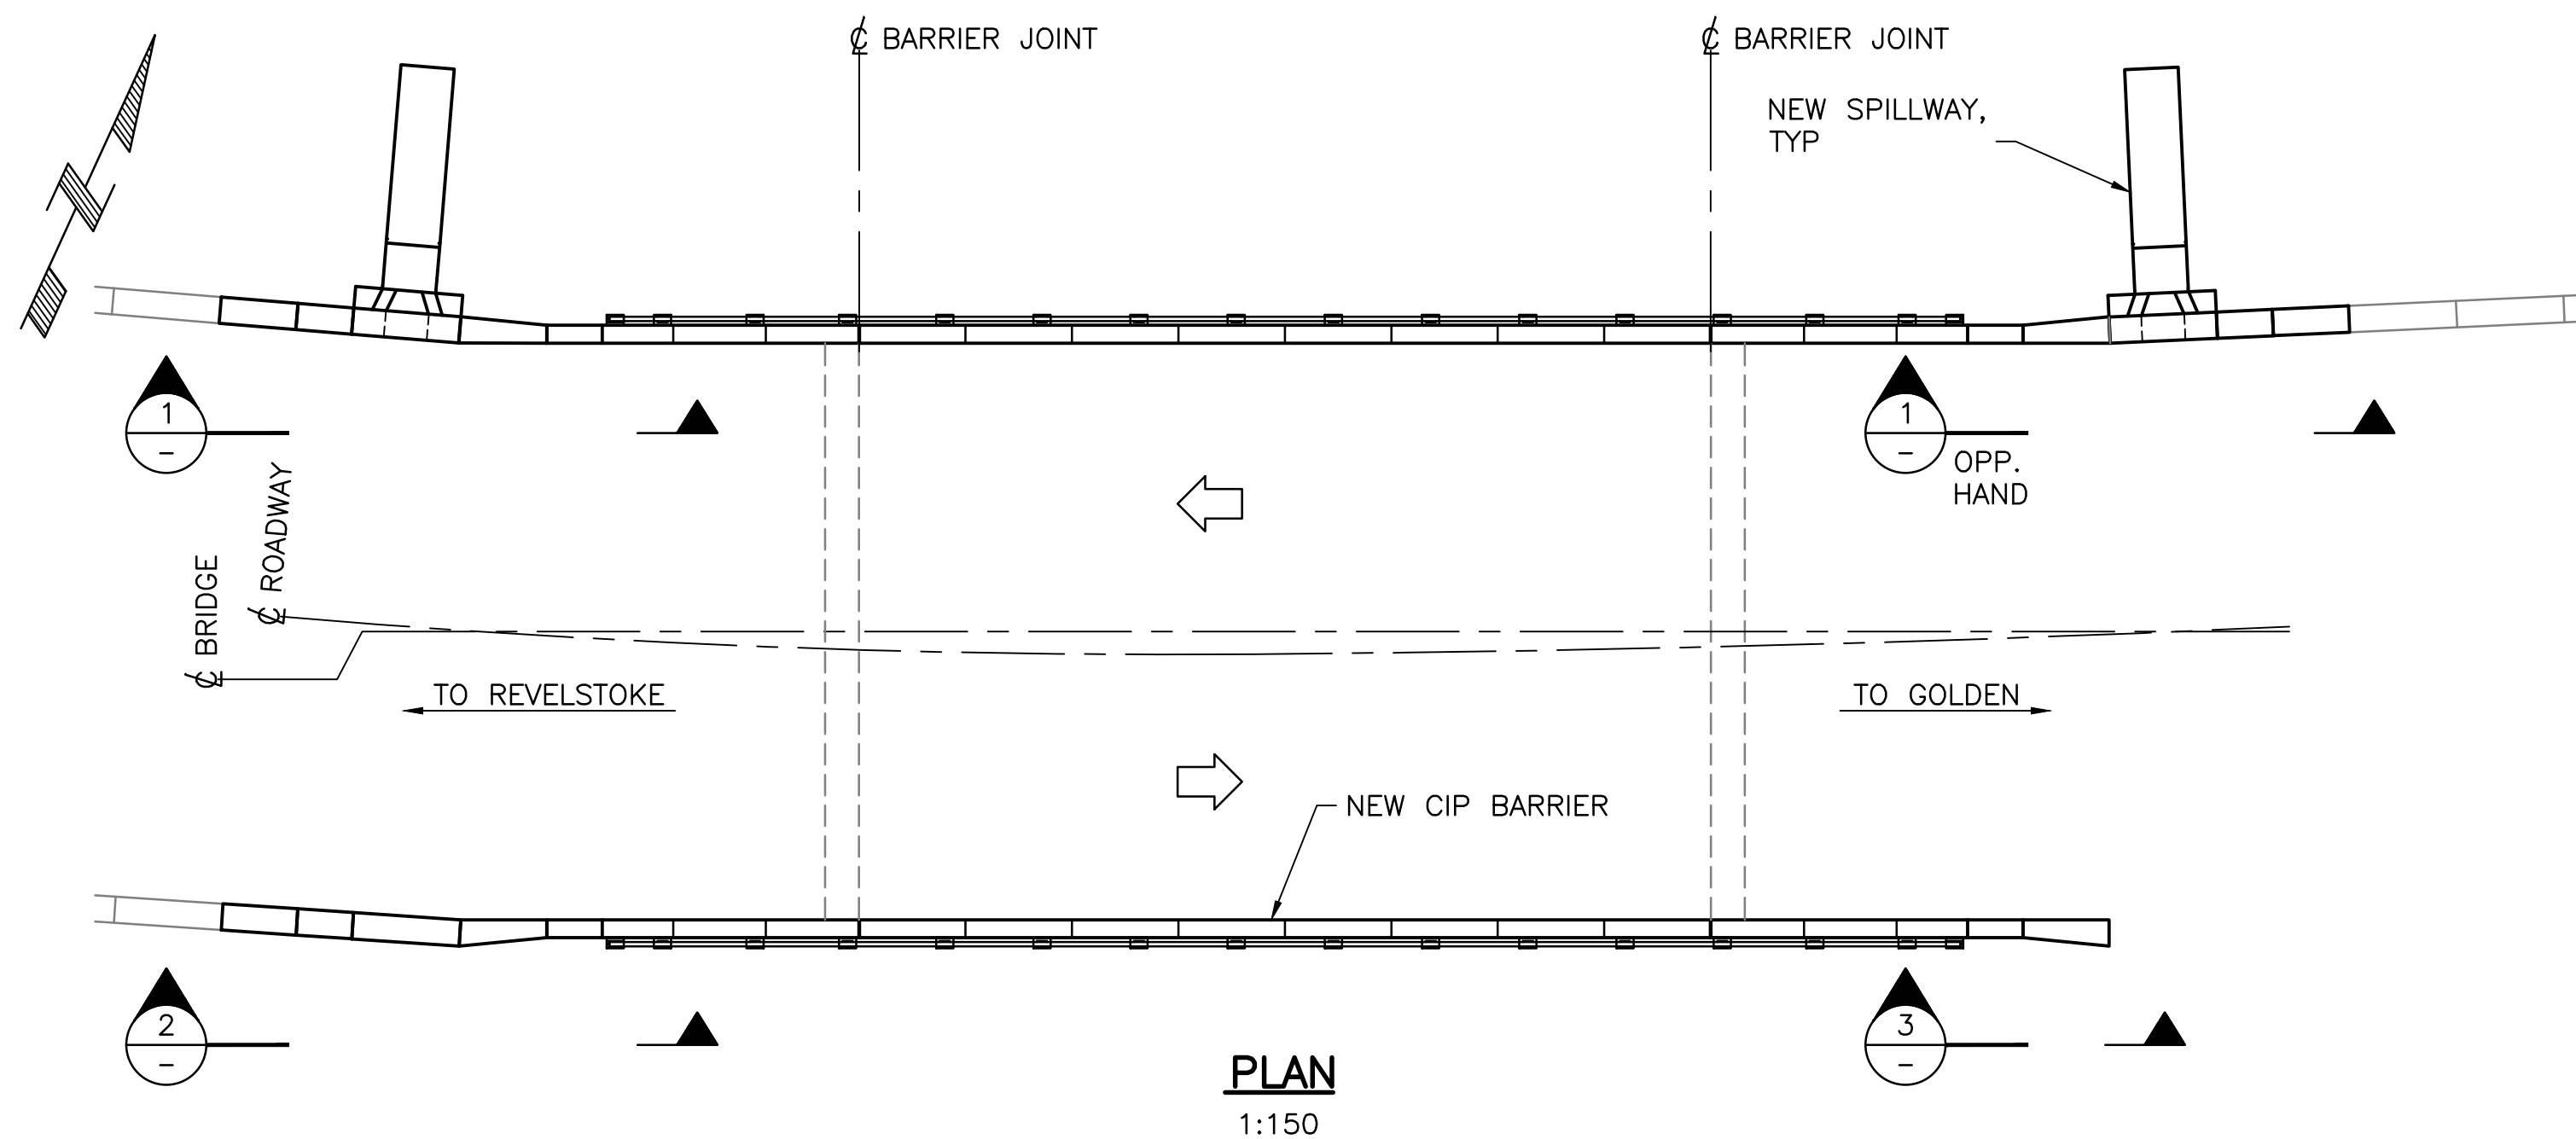 ℄ BARRIER JOINT
℄ BARRIER JOINT
NEW SPILLWAY,
TYP
1
-
1
-
OPP.
HAND
℄ ROADWAY
℄ BRIDGE
TO REVELSTOKE
TO GOLDEN
NEW CIP BARRIER
2
-
3
-
PLAN
1:150